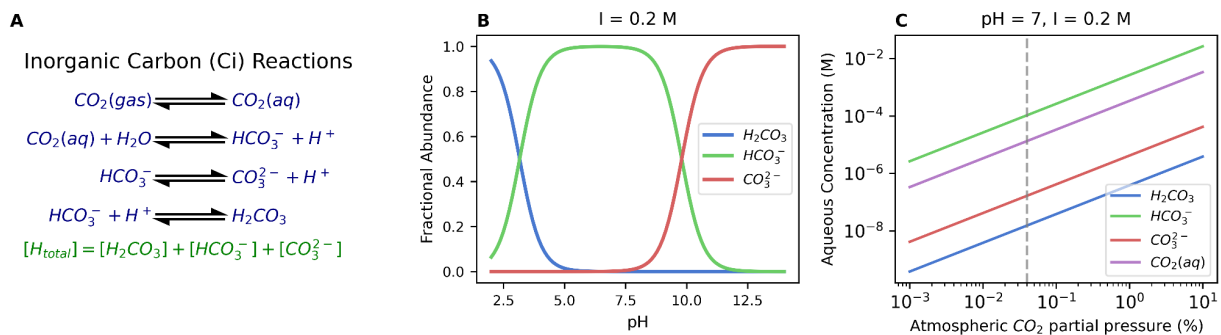 A
Inorganic Carbon (Ci) Reactions
CO₂(gas) ⇌ CO₂(aq)
CO₂(aq) + H₂O ⇌ HCO₃⁻ + H⁺
HCO₃⁻ ⇌ CO₃²⁻ + H⁺
HCO₃⁻ + H⁺ ⇌ H₂CO₃
[H_total] = [H₂CO₃] + [HCO₃⁻] + [CO₃²⁻]
B
I = 0.2 M
Fractional Abundance
1.0
0.8
0.6
0.4
0.2
0.0
2.5 5.0 7.5 10.0 12.5
pH
H₂CO₃
HCO₃⁻
CO₃²⁻
C
pH = 7, I = 0.2 M
Aqueous Concentration (M)
10⁻²
10⁻⁴
10⁻⁶
10⁻⁸
H₂CO₃
HCO₃⁻
CO₃²⁻
CO₂(aq)
10⁻³ 10⁻² 10⁻¹ 10⁰ 10¹
Atmospheric CO₂ partial pressure (%)